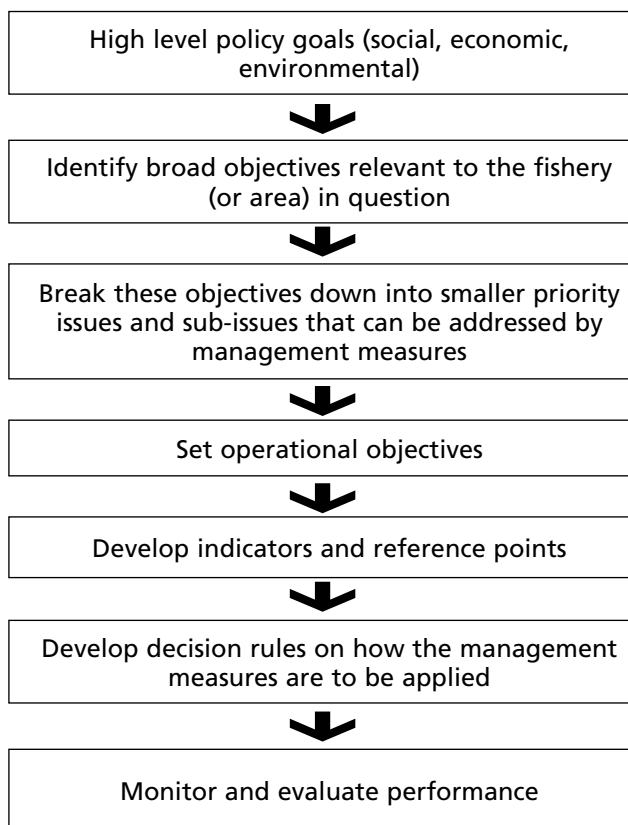 High level policy goals (social, economic,
environmental)
Identify broad objectives relevant to the fishery
(or area) in question
Break these objectives down into smaller priority
issues and sub-issues that can be addressed by
management measures
Set operational objectives
Develop indicators and reference points
Develop decision rules on how the management
measures are to be applied
Monitor and evaluate performance